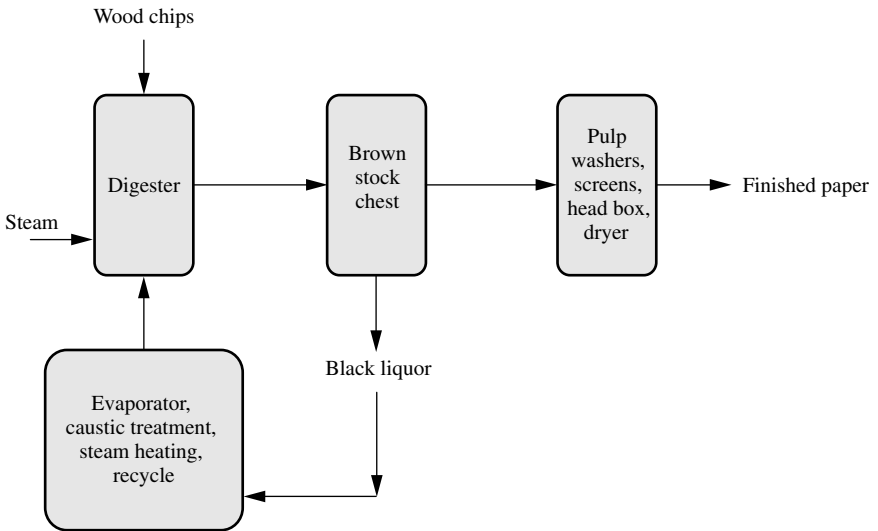 Wood chips
Digester
Steam
Brown
stock
chest
Pulp
washers,
screens,
head box,
dryer
Finished paper
Black liquor
Evaporator,
caustic treatment,
steam heating,
recycle